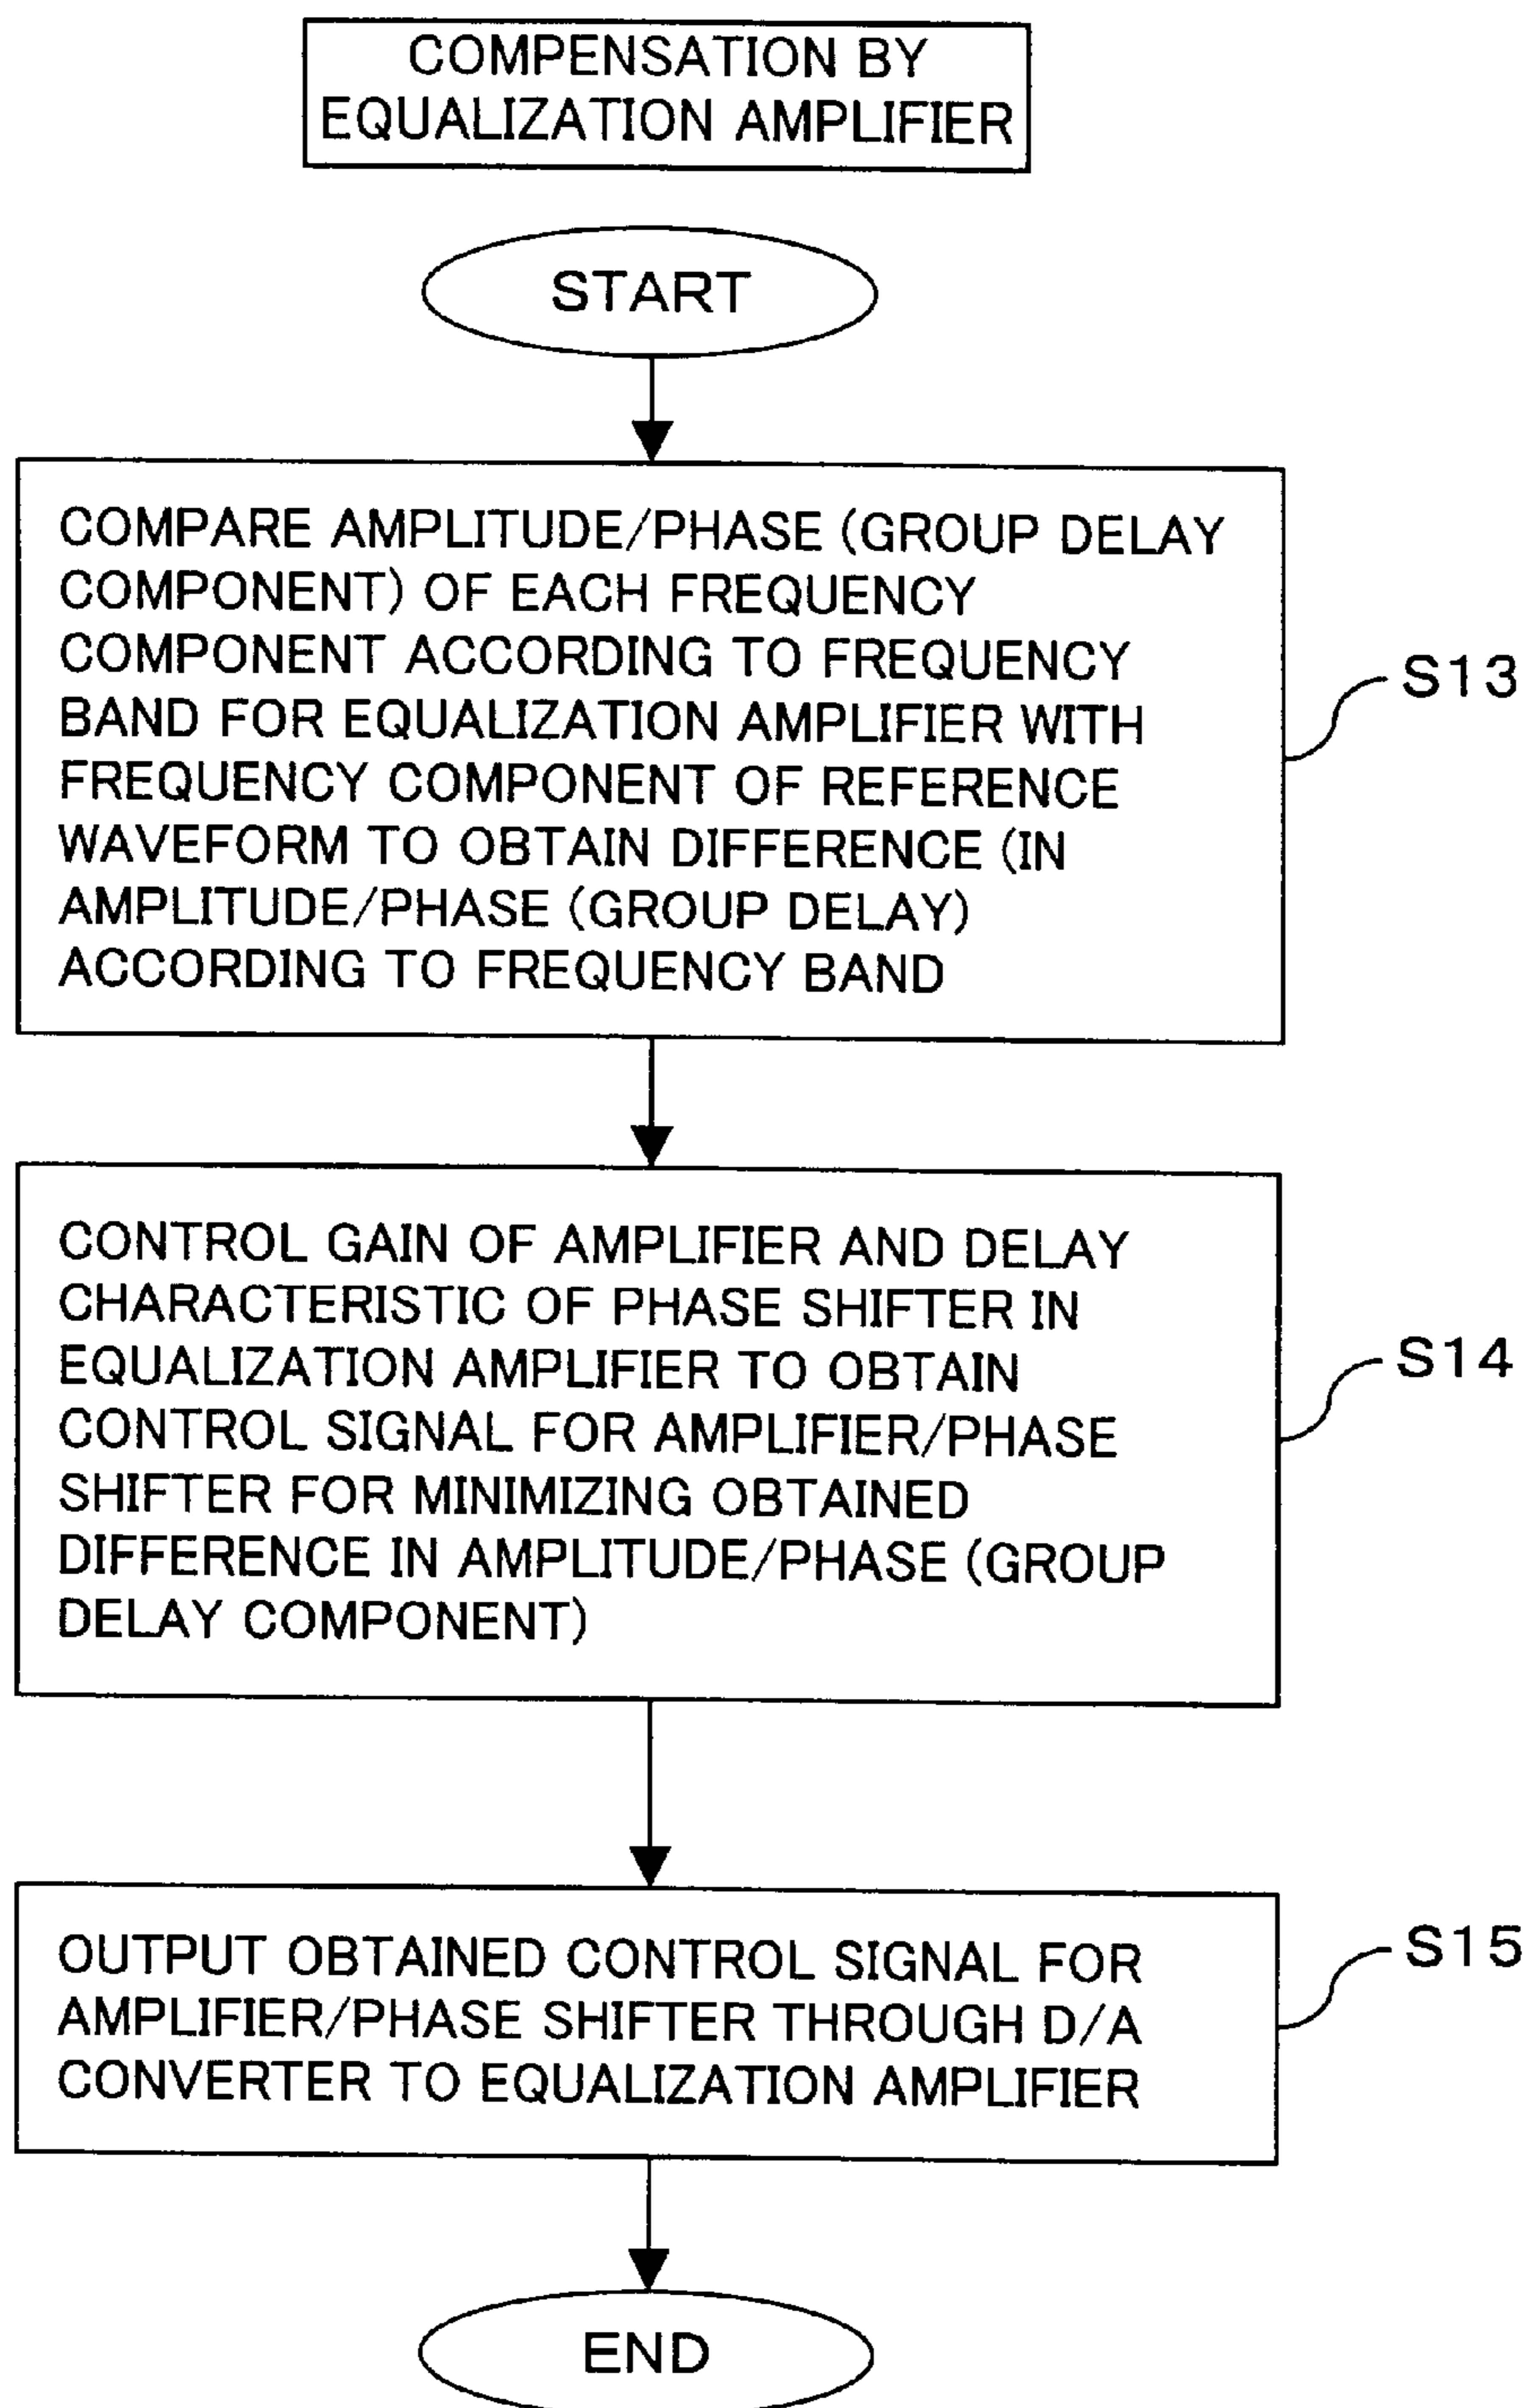 COMPENSATION BY
EQUALIZATION AMPLIFIER
START
COMPARE AMPLITUDE/PHASE (GROUP DELAY
COMPONENT) OF EACH FREQUENCY
COMPONENT ACCORDING TO FREQUENCY
BAND FOR EQUALIZATION AMPLIFIER WITH
FREQUENCY COMPONENT OF REFERENCE
WAVEFORM TO OBTAIN DIFFERENCE (IN
AMPLITUDE/PHASE (GROUP DELAY)
ACCORDING TO FREQUENCY BAND
S13
CONTROL GAIN OF AMPLIFIER AND DELAY
CHARACTERISTIC OF PHASE SHIFTER IN
EQUALIZATION AMPLIFIER TO OBTAIN
CONTROL SIGNAL FOR AMPLIFIER/PHASE
SHIFTER FOR MINIMIZING OBTAINED
DIFFERENCE IN AMPLITUDE/PHASE (GROUP
DELAY COMPONENT)
S14
OUTPUT OBTAINED CONTROL SIGNAL FOR
AMPLIFIER/PHASE SHIFTER THROUGH D/A
CONVERTER TO EQUALIZATION AMPLIFIER
S15
END